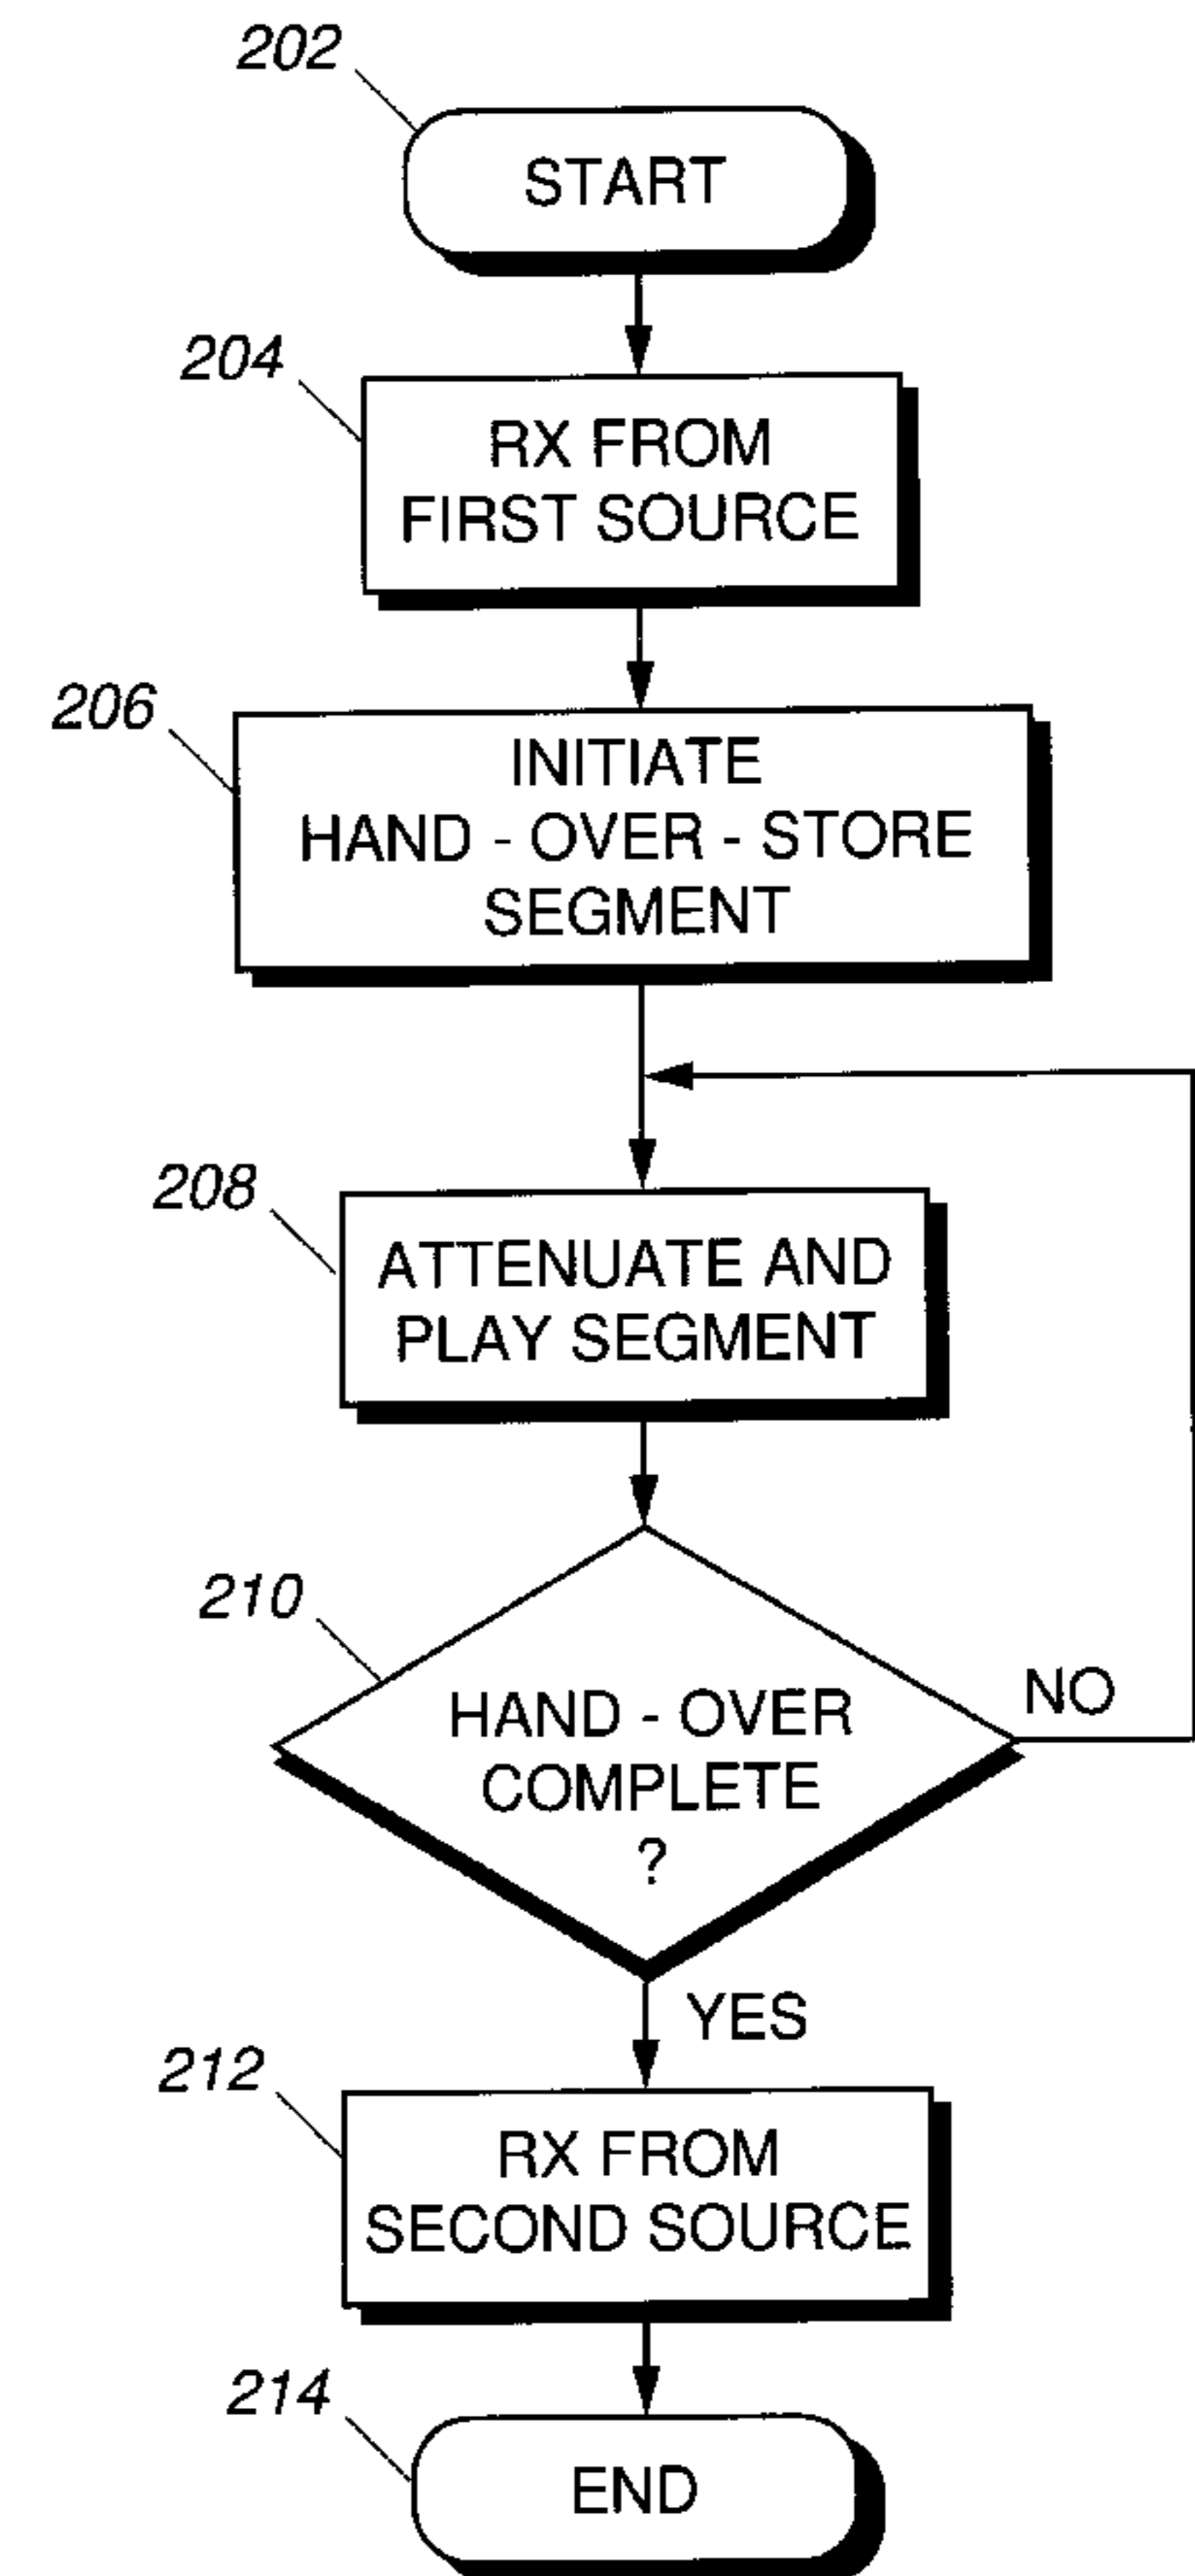 202
START
204
RX FROM
FIRST SOURCE
206
INITIATE
HAND - OVER - STORE
SEGMENT
208
ATTENUATE AND
PLAY SEGMENT
210
HAND - OVER
COMPLETE
?
NO
YES
212
RX FROM
SECOND SOURCE
214
END